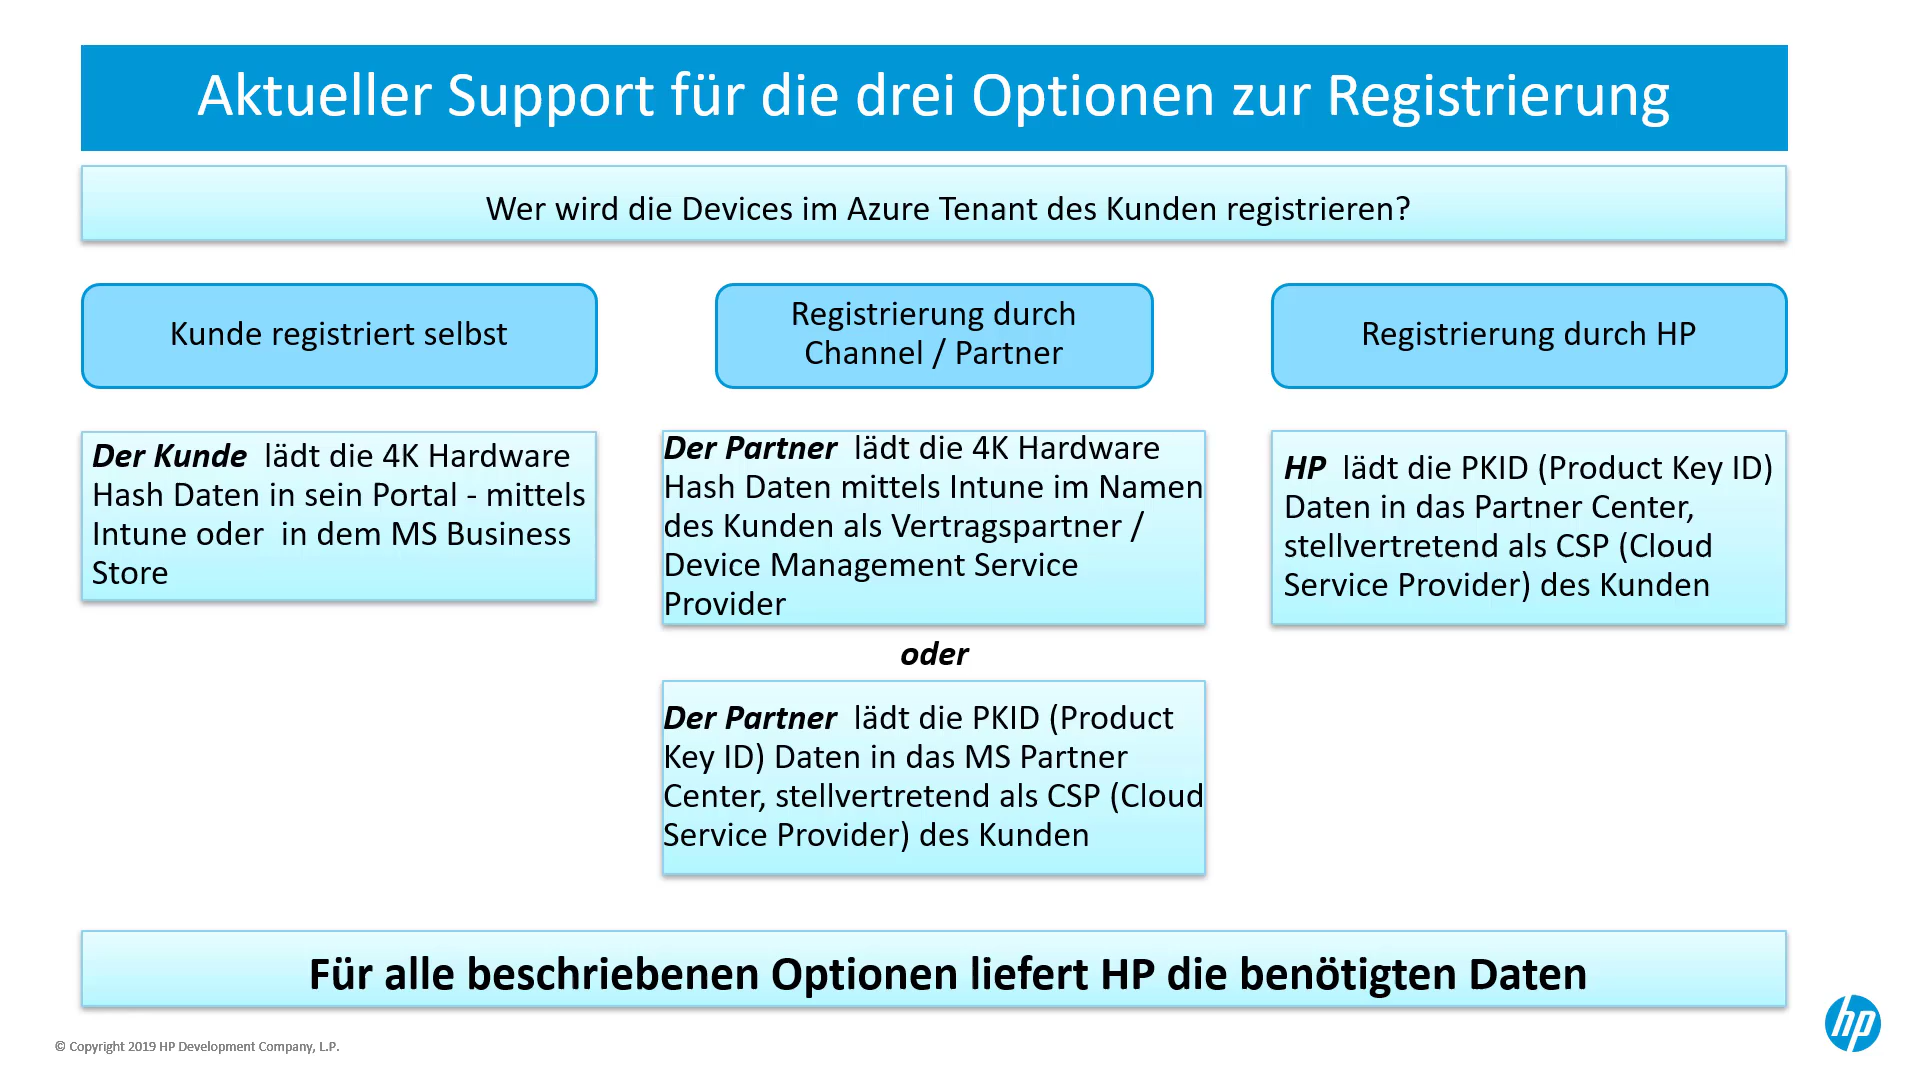 Aktueller Support für die drei Optionen zur Registrierung
Wer wird die Devices im Azure Tenant des Kunden registrieren?
Kunde registriert selbst
Registrierung durch
Channel / Partner
Registrierung durch HP
Der Kunde lädt die 4K Hardware
Hash Daten in sein Portal - mittels
Intune oder in dem MS Business
Store
Der Partner lädt die 4K Hardware
Hash Daten mittels Intune im Namen
des Kunden als Vertragspartner /
Device Management Service
Provider
oder
Der Partner lädt die PKID (Product
Key ID) Daten in das MS Partner
Center, stellvertretend als CSP (Cloud
Service Provider) des Kunden
HP lädt die PKID (Product Key ID)
Daten in das Partner Center,
stellvertretend als CSP (Cloud
Service Provider) des Kunden
Für alle beschriebenen Optionen liefert HP die benötigten Daten
© Copyright 2019 HP Development Company, L.P.
hp